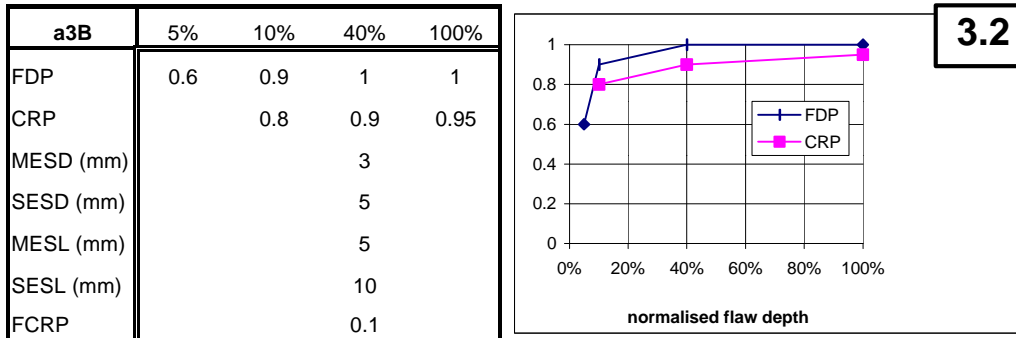 a3B 5% 10% 40% 100%
FDP 0.6 0.9 1 1
CRP 0.8 0.9 0.95
MESD (mm) 3
SESD (mm) 5
MESL (mm) 5
SESL (mm) 10
FCRP 0.1
3.2
1
0.8
0.6
0.4
0.2
0
FDP
CRP
0% 20% 40% 60% 80% 100%
normalised flaw depth